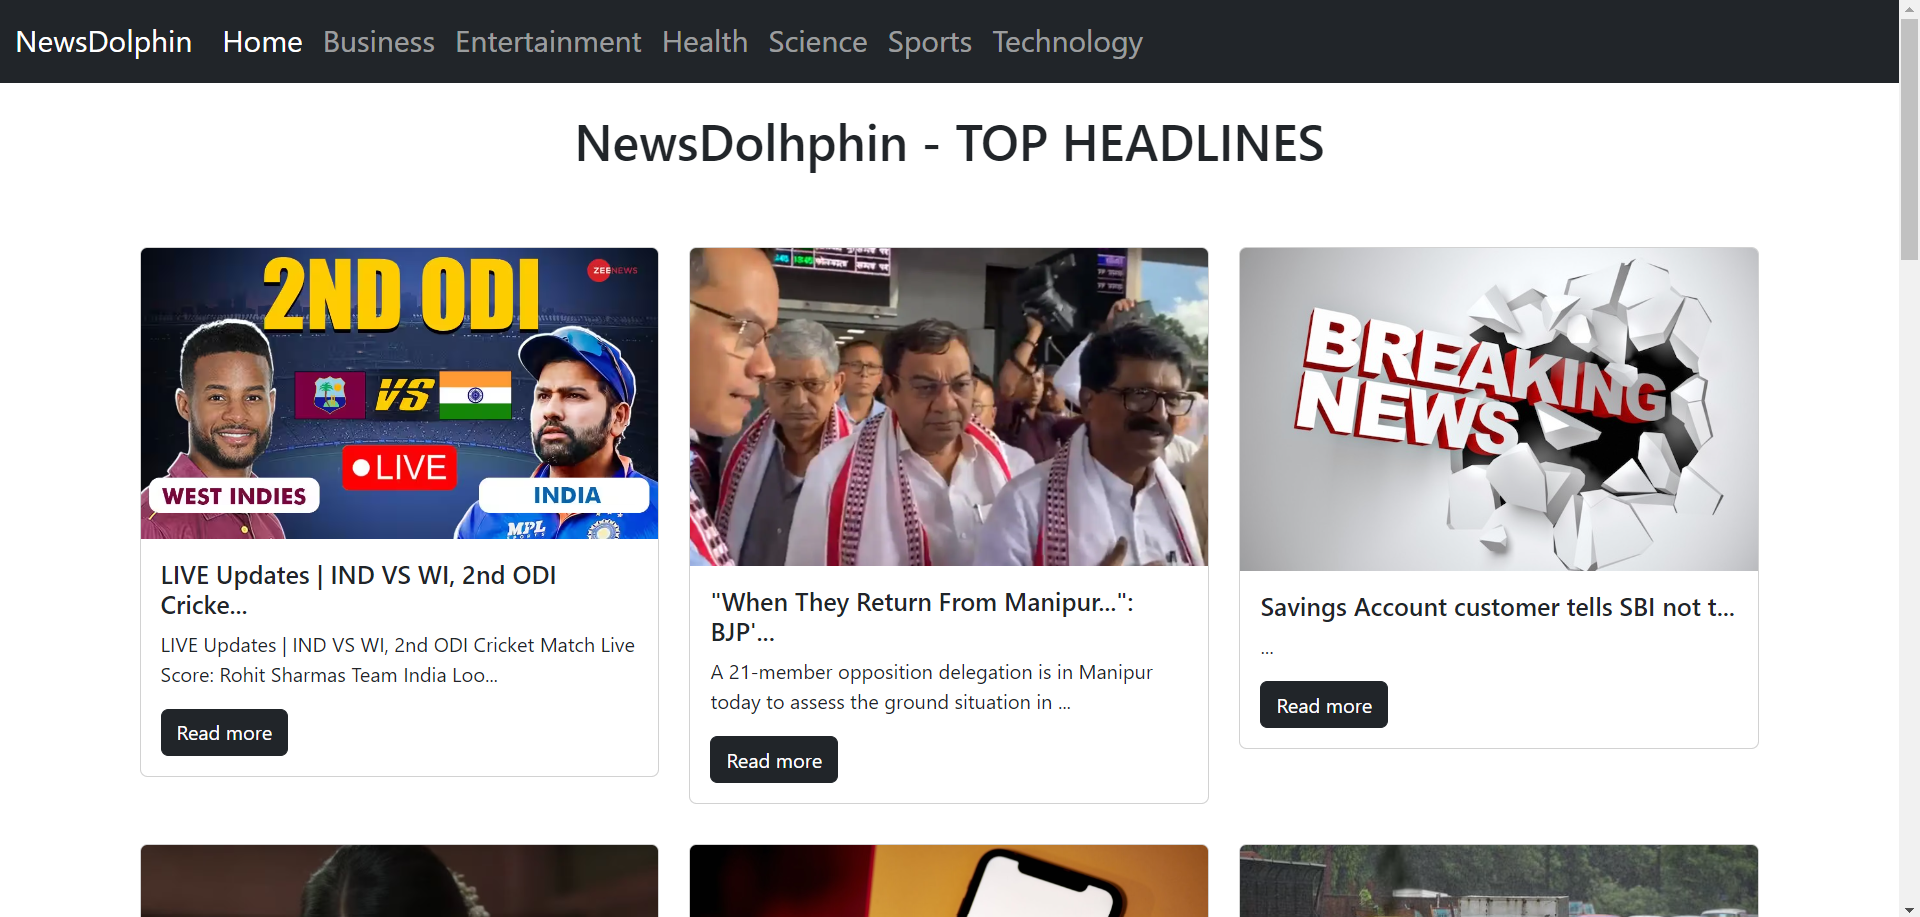 NewsDolphin Home Business Entertainment Health Science Sports Technology
NewsDolhphin - TOP HEADLINES
2ND ODI
ZEENEWS
VS
LIVE
WEST INDIES
INDIA
MPL
SPORTS
LIVE Updates | IND VS WI, 2nd ODI
Cricke...
LIVE Updates | IND VS WI, 2nd ODI Cricket Match Live
Score: Rohit Sharmas Team India Loo...
Read more
"When They Return From Manipur...":
BJP'...
A 21-member opposition delegation is in Manipur
today to assess the ground situation in ...
Read more
BREAKING
NEWS
Savings Account customer tells SBI not t...
...
Read more